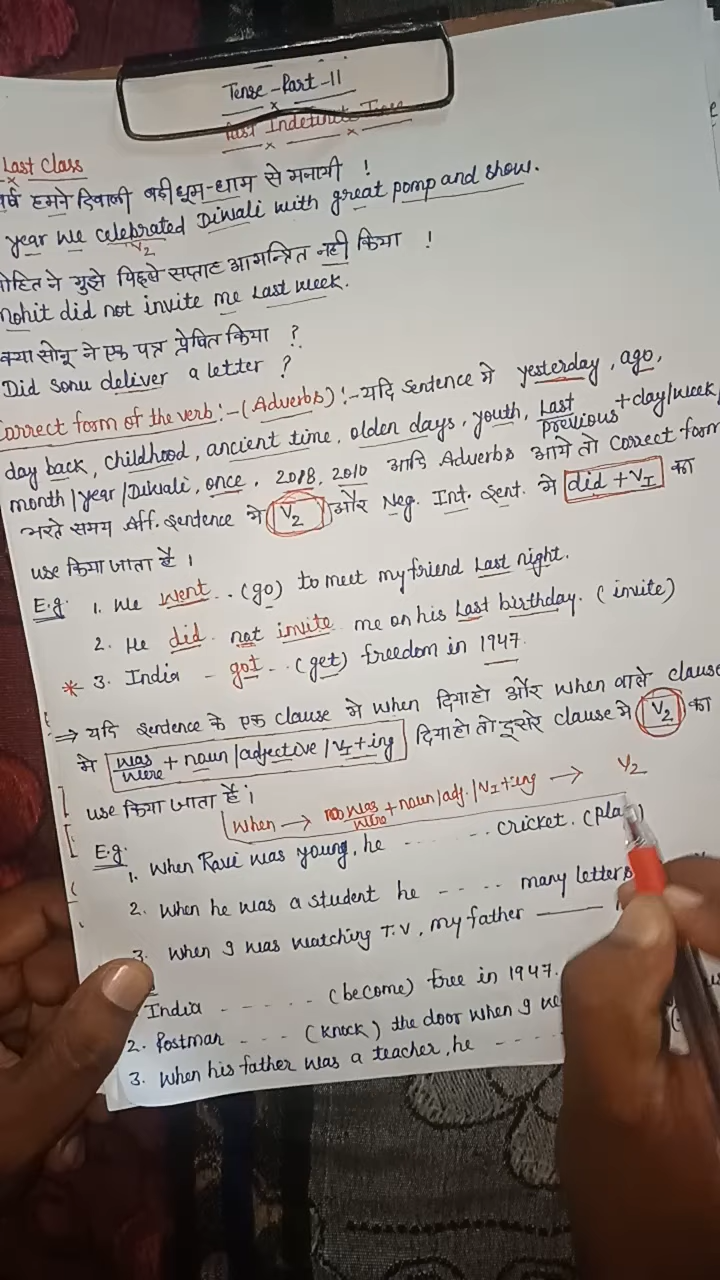 Tense-Part-11
Past Indefinite Tense
Last Class
वर्ष हमने दिवाली बड़ी धूम-धाम से मनायी !
year we celebrated Diwali with great pomp and show.
V2
ने मुझे पिछले सप्ताह आमन्त्रित नही किया !
Mohit did not invite me last week.
क्या सोनू ने एक पत्र प्रेषित किया ?
Did sonu deliver a letter ?
Correct form of the verb:-(Adverbs):-यदि sentence मे yesterday, ago,
day back, childhood, ancient time, olden days, youth, Last previous +day/week/
month/year/Diwali, once, 2018, 2010 आदि Adverbs आये तो correct form
भरते समय Aff. sentence मे V2 और Neg. Int. sent. मे did + V1 का
use किया जाता है।
E.g: 1. We went .. (go) to meet my friend last night.
2. He did not invite me on his last birthday. (invite)
* 3. India - got .. (get) freedom in 1947.
⇒ यदि sentence के एक clause मे when दिया हो और when वाले clause
मे was were + noun/adjective/V1+ing दिया हो तो दूसरे clause मे V2 का
use किया जाता है।
When → was were + noun/adj./V1+ing → V2
E.g:
1. When Ravi was young, he ..... cricket. (Play)
2. When he was a student he ---- many letters
3. When I was watching T.V, my father ____
India ----- (become) free in 1947.
2. Postman --- (knock) the door when I
3. When his father was a teacher, he ----